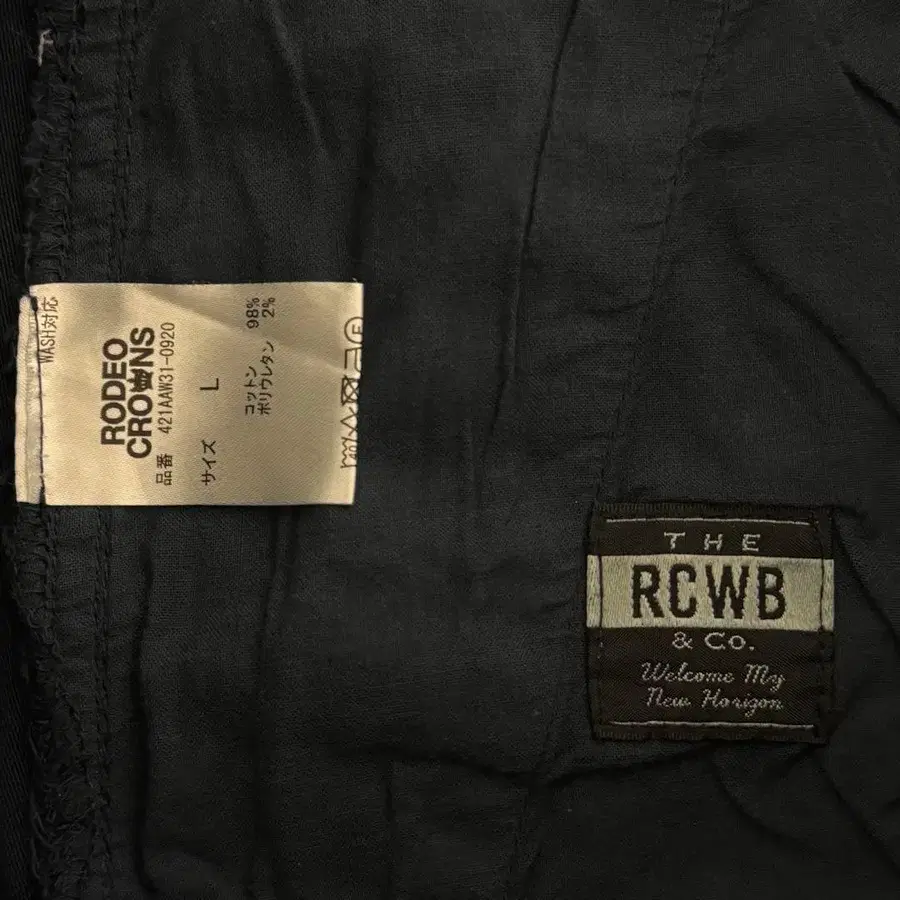 WASH対応
RODEO
CROWNS
品番 421AAW31-0920
サイズ L
コットン 98%
ポリウレタン 2%
THE
RCWB
& Co.
Welcome My
New Horizon